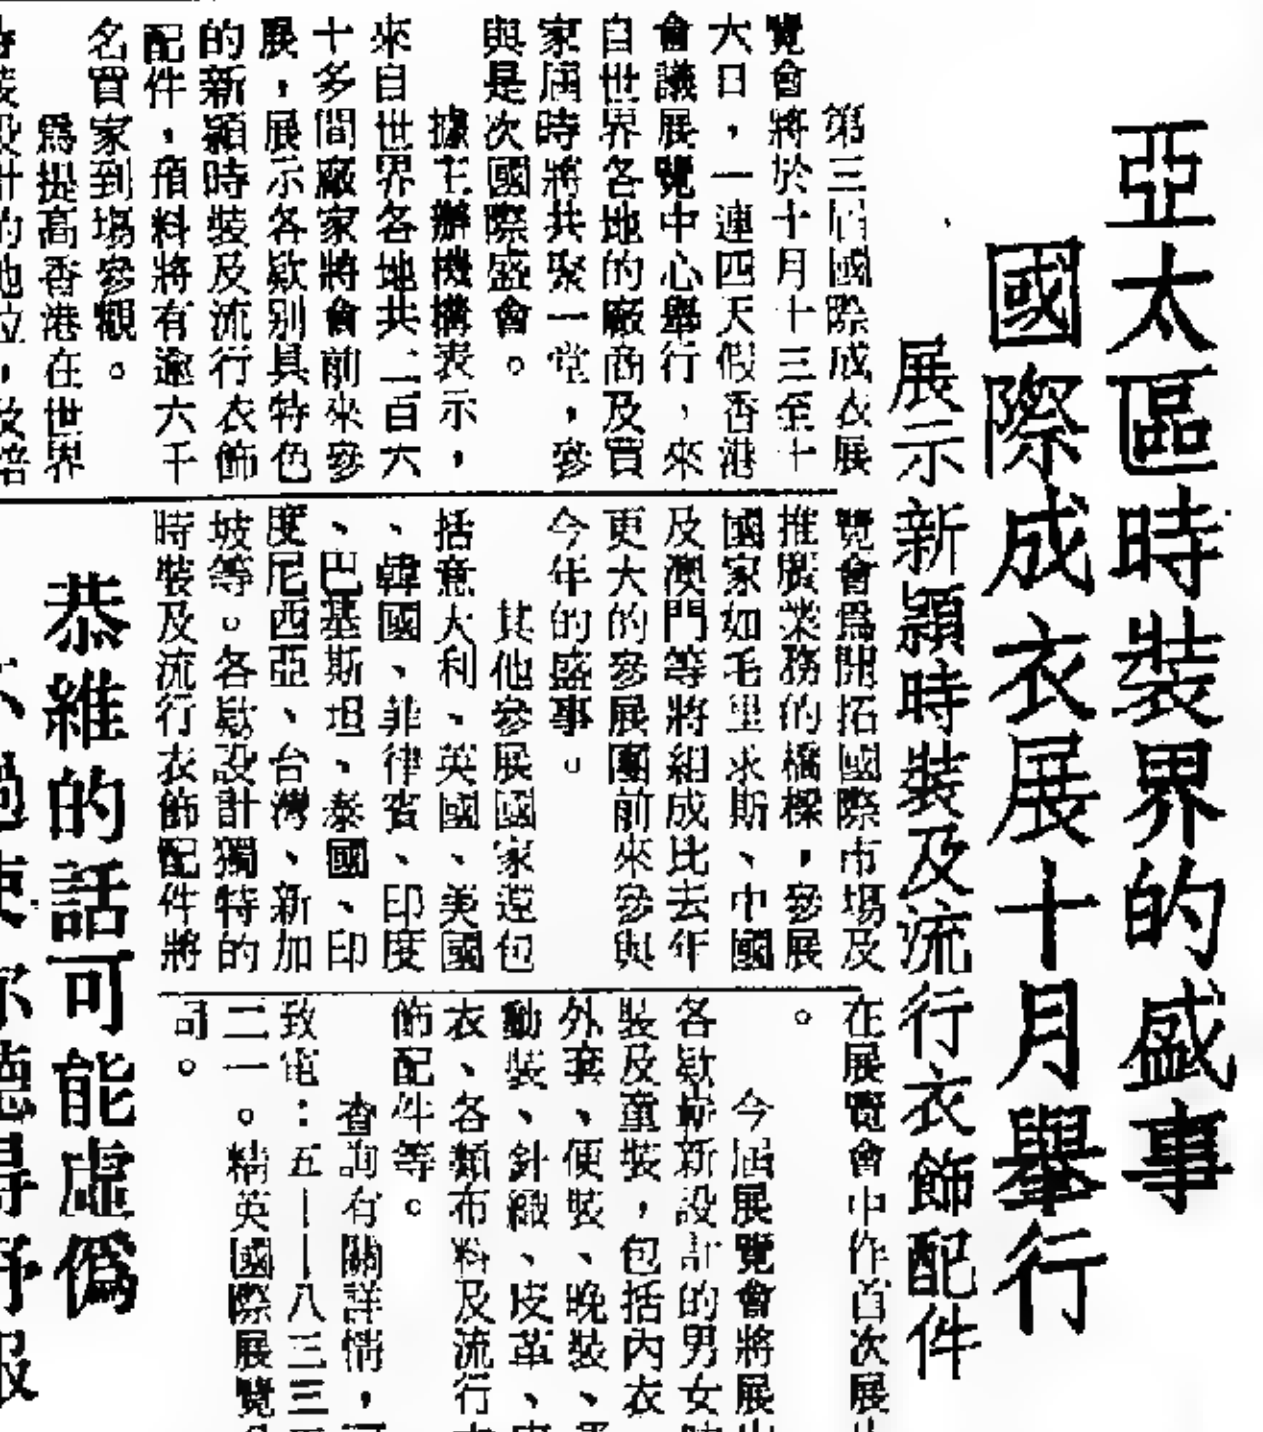 亞太區時裝界的盛事
國際成衣展十月舉行
展示新穎時裝及流行衣飾配件
第三屆國際成衣展
覽會將於十月十三至十
六日，一連四天假香港
會議展覽中心舉行，來
自世界各地的廠商及買
家屆時將共聚一堂，參
與是次國際盛會。
據主辦機構表示，
來自世界各地共二百六
十多間廠家將會前來參
展，展示各欵別具特色
的新穎時裝及流行衣飾
配件，預料將有逾六千
名買家到場參觀。
爲提高香港在世界
時裝設計的地位，及
覽會爲開拓國際市場及
推展業務的橋樑，參展
國家如毛里求斯、中國
及澳門等將組成比去年
更大的參展團前來參與
今年的盛事。
其他參展國家還包
括意大利、英國、美國
、韓國、菲律賓、印度
、巴基斯坦、泰國、印
度尼西亞、台灣、新加
坡等。各欵設計獨特的
時裝及流行衣飾配件將
在展覽會中作首次展
。
今屆展覽會將展
各欵嶄新設計的男女
裝及童裝，包括內衣
外套、便裝、晚裝、
動裝、針織、皮革、
衣、各類布料及流行
飾配件等。
查詢有關詳情，
致電：五—八三三
二一。精英國際展覽
司。
恭維的話可能虛僞